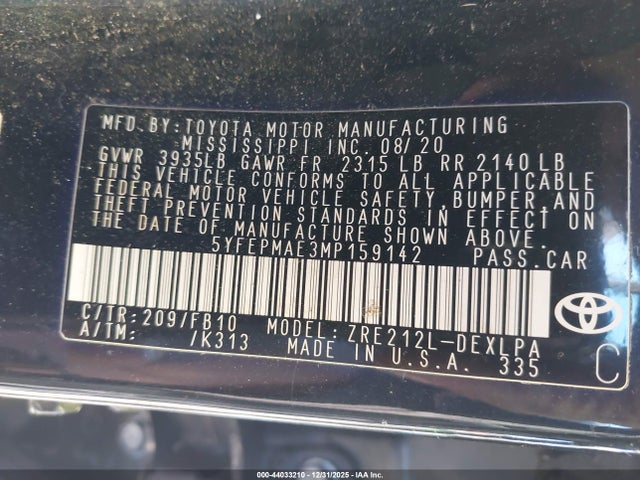 MFD.BY:TOYOTA MOTOR MANUFACTURING
MISSISSIPPI INC. 08/20
GVWR 3935LB GAWR FR 2315 LB RR 2140 LB
THIS VEHICLE CONFORMS TO ALL APPLICABLE
FEDERAL MOTOR VEHICLE SAFETY,BUMPER,AND
THEFT PREVENTION STANDARDS IN EFFECT ON
THE DATE OF MANUFACTURE SHOWN ABOVE.
5YFEPMAE3MP159142 PASS.CAR
C/TR:209/FB10 MODEL:ZRE212L-DEXLPA
A/TM: /K313 MADE IN U.S.A. 335
TOYOTA
C
000-44033210 - 12/31/2025 - IAA Inc.